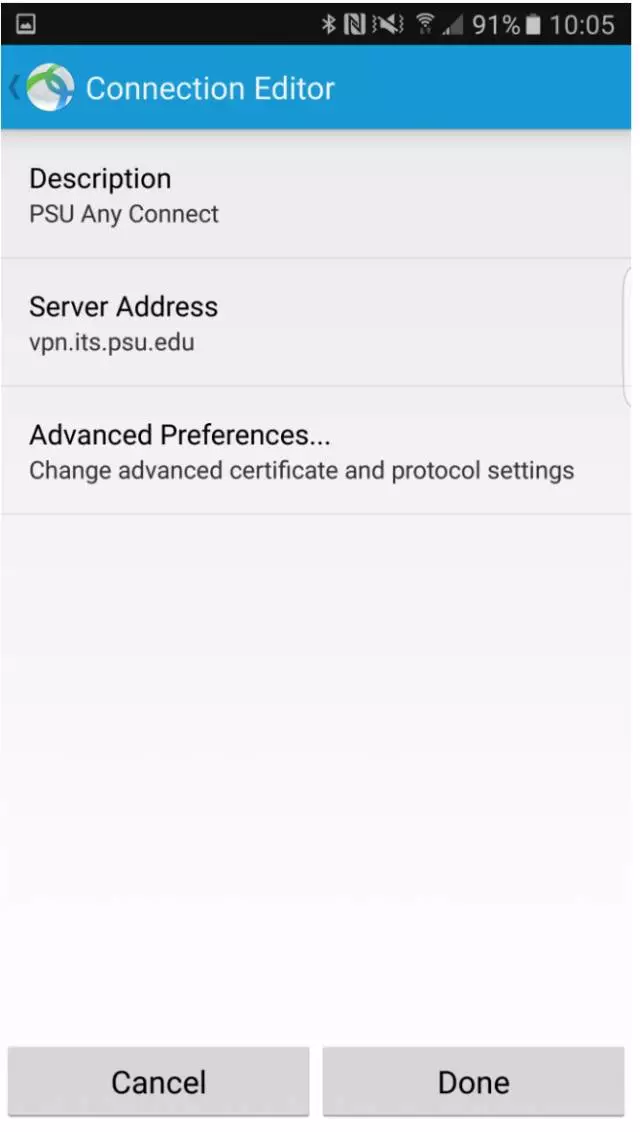 91% 10:05
Connection Editor
Description
PSU Any Connect
Server Address
vpn.its.psu.edu
Advanced Preferences...
Change advanced certificate and protocol settings
Cancel Done